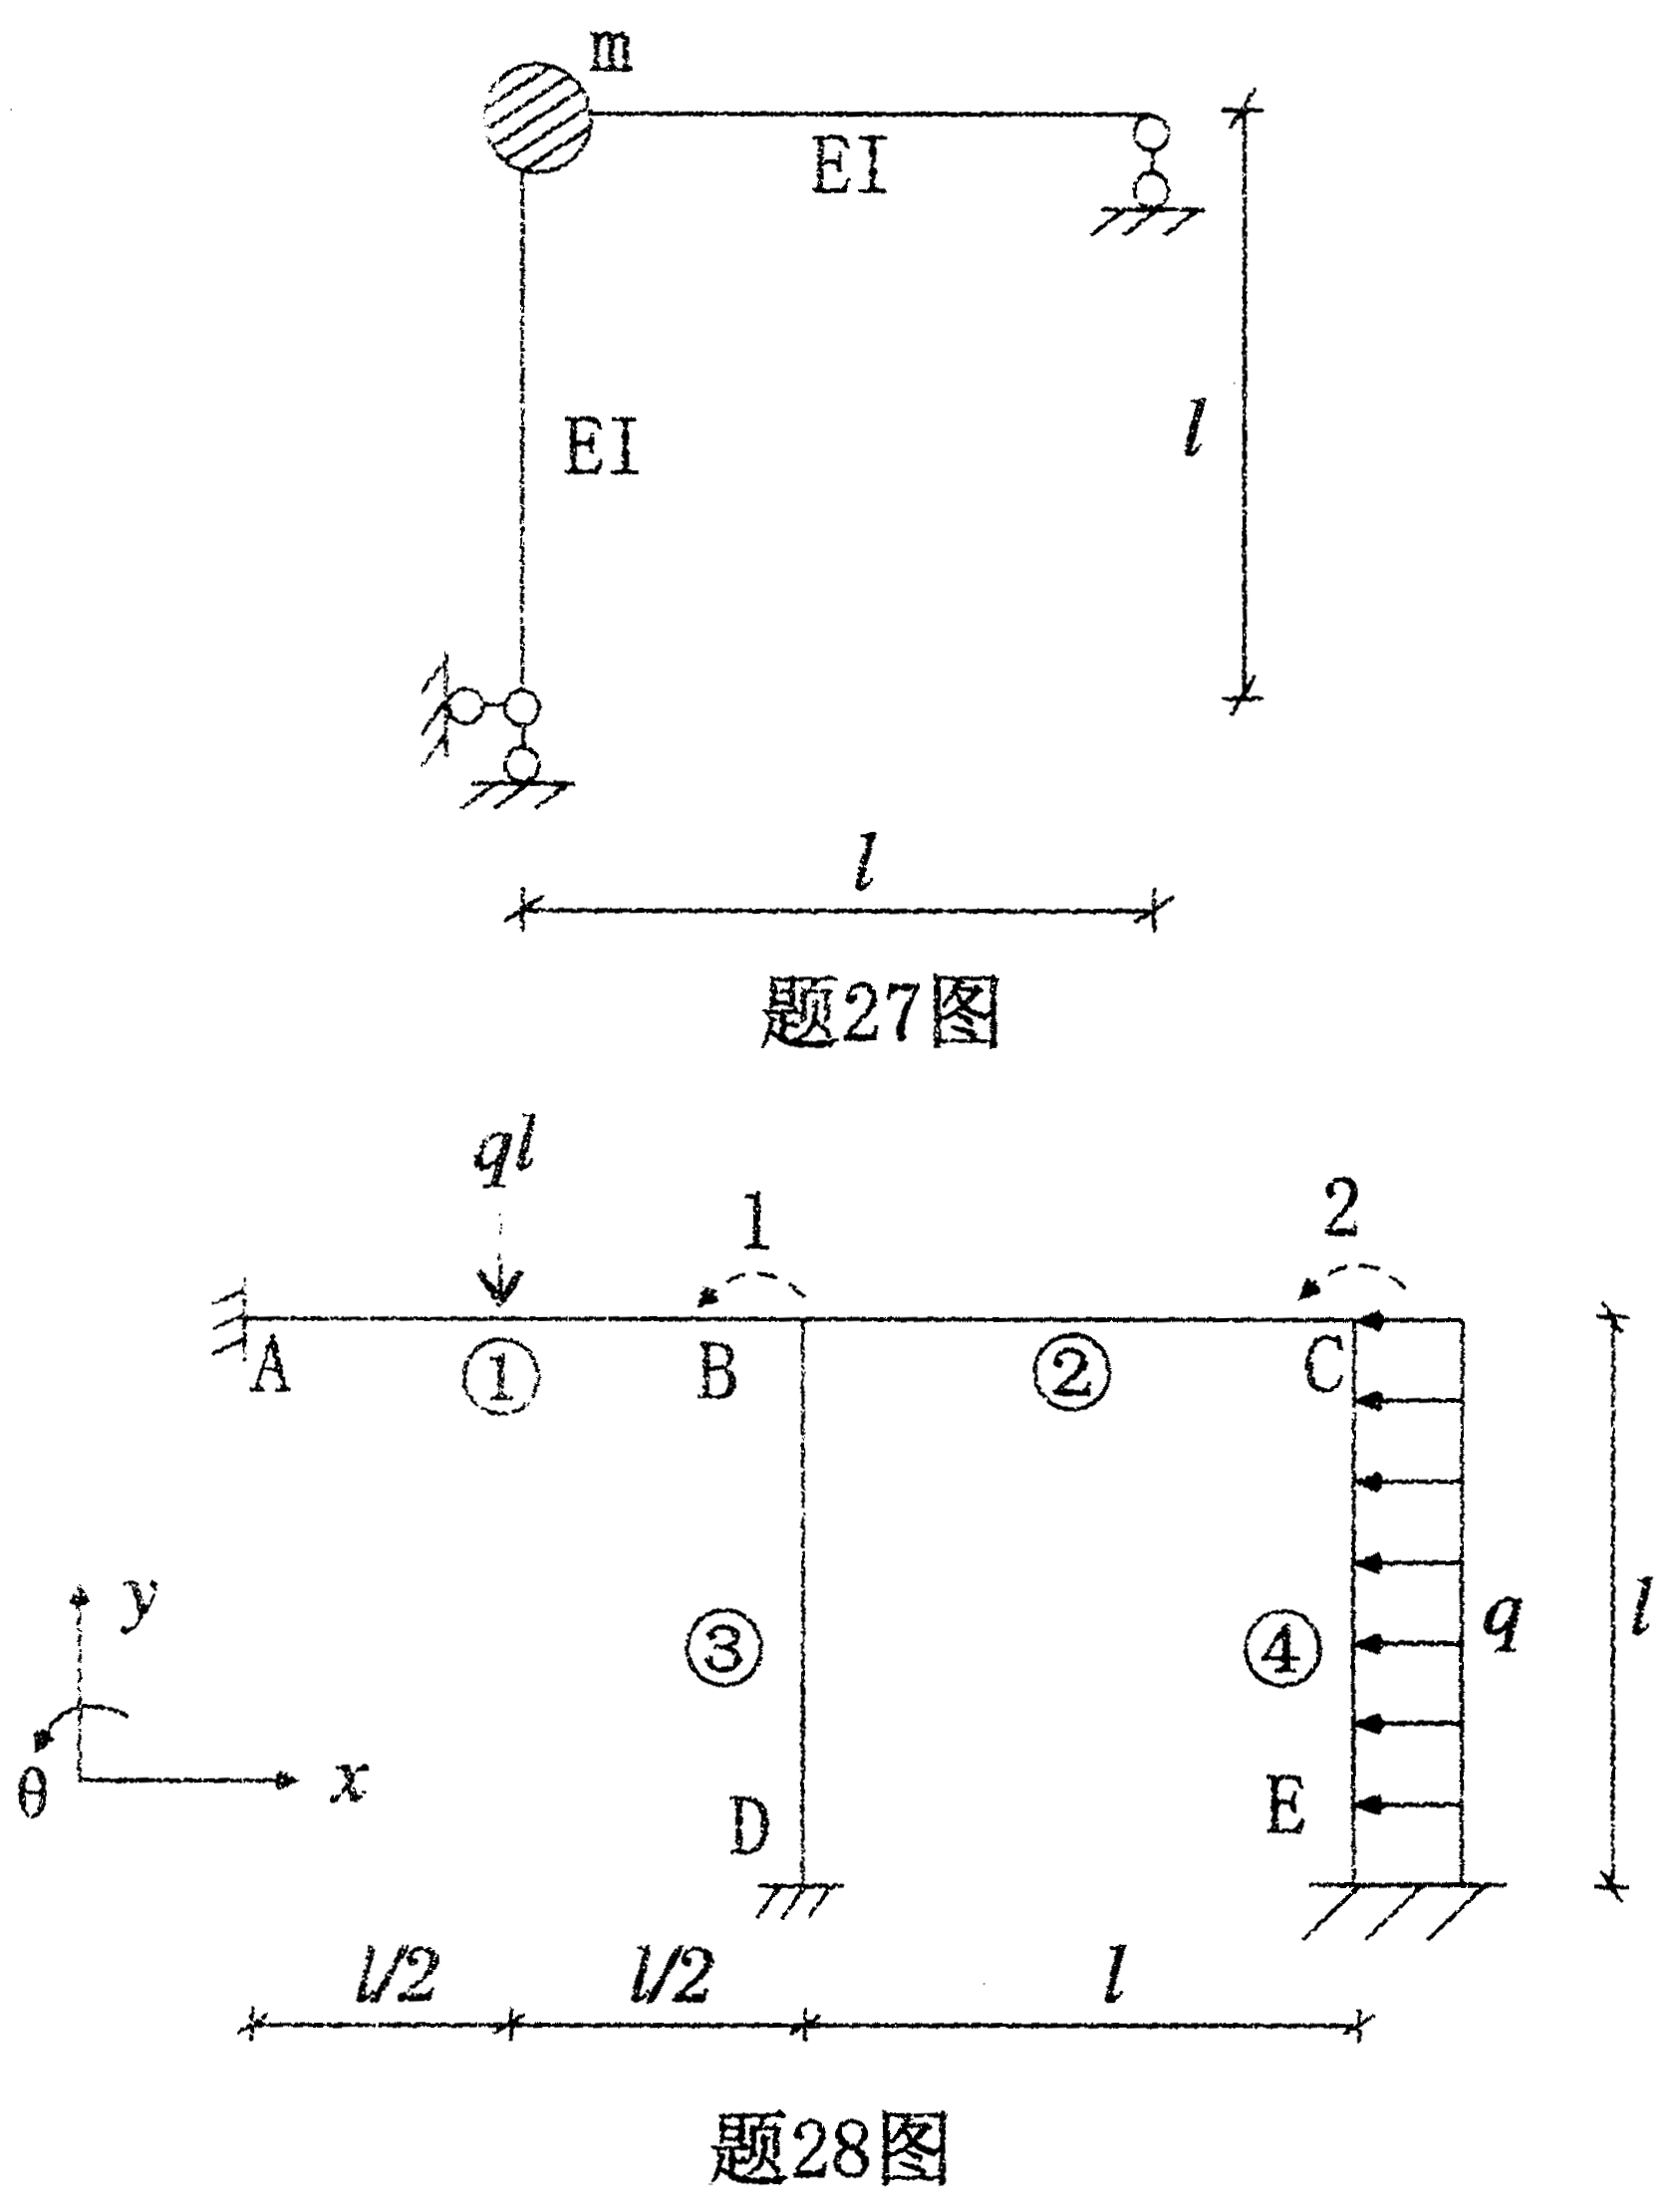 m
EI
EI
l
l
题27图
ql
1
2
A
①
B
②
C
③
④
q
l
y
θ
x
D
E
l/2
l/2
l
题28图